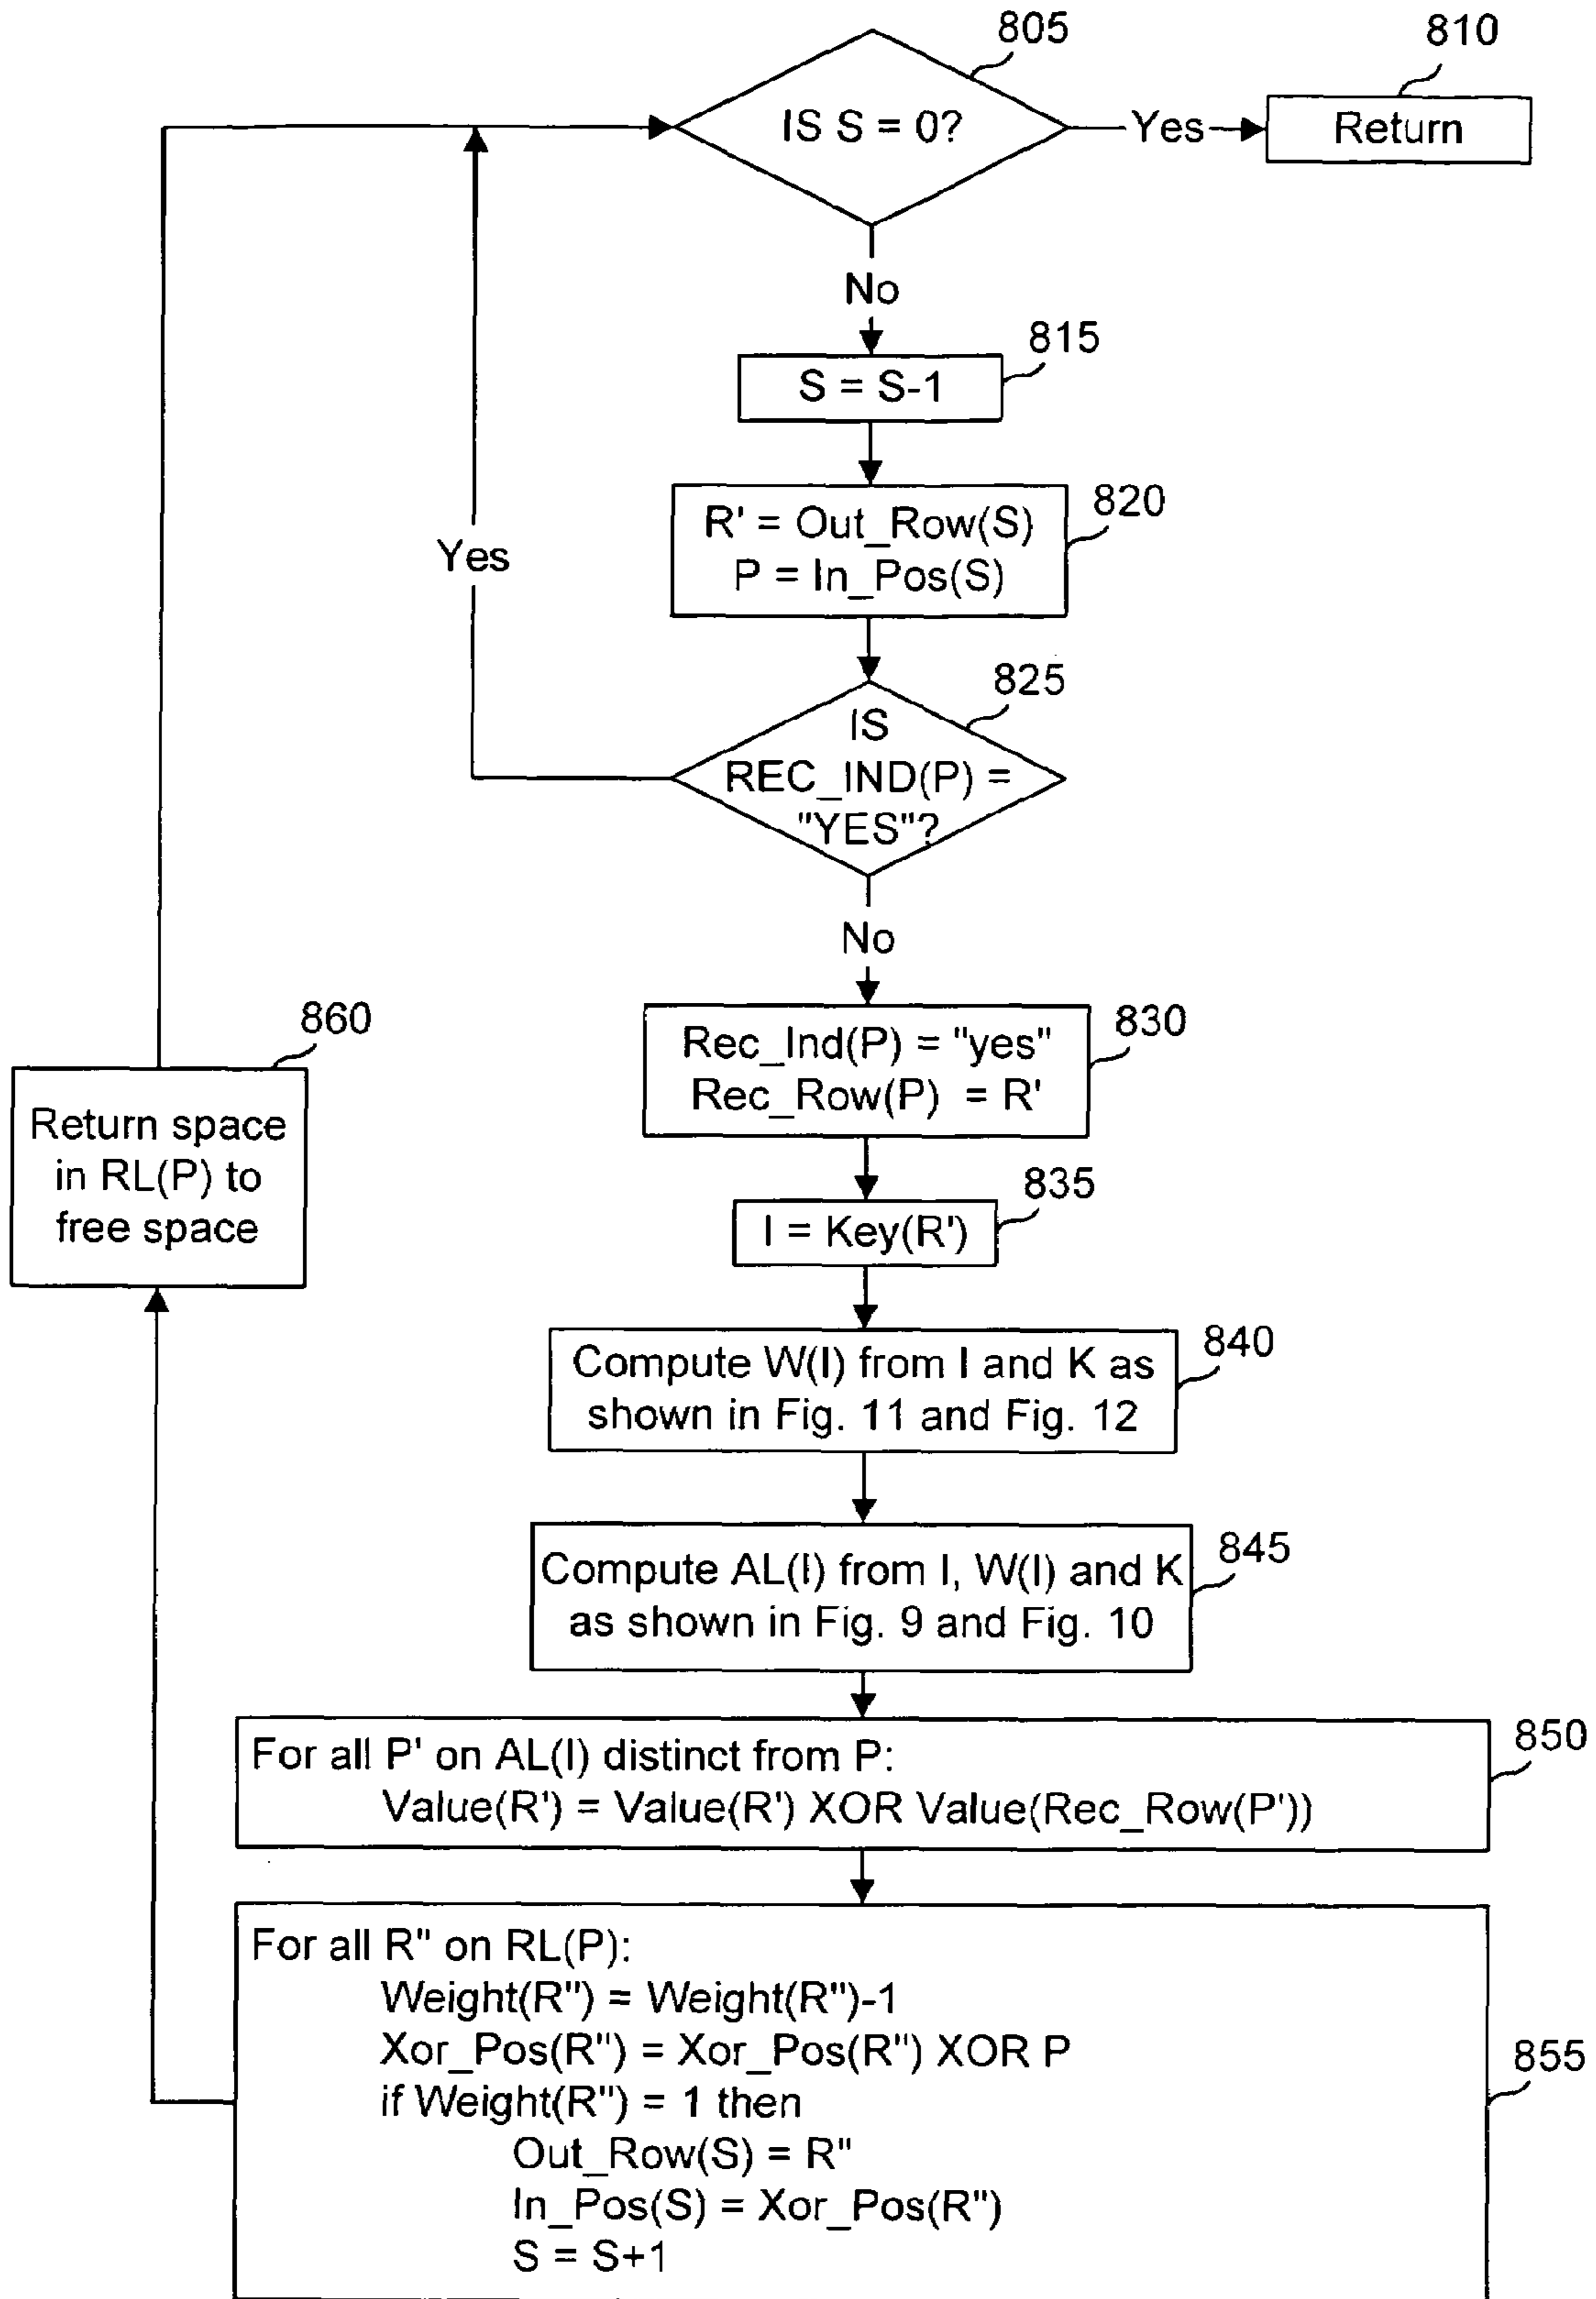 805
810
IS S = 0?
Yes
Return
No
815
S = S-1
820
R' = Out_Row(S)
P = In_Pos(S)
Yes
825
IS
REC_IND(P) =
"YES"?
No
830
Rec_Ind(P) = "yes"
Rec_Row(P) = R'
860
Return space
in RL(P) to
free space
835
I = Key(R')
840
Compute W(I) from I and K as
shown in Fig. 11 and Fig. 12
845
Compute AL(I) from I, W(I) and K
as shown in Fig. 9 and Fig. 10
850
For all P' on AL(I) distinct from P:
Value(R') = Value(R') XOR Value(Rec_Row(P'))
855
For all R" on RL(P):
Weight(R") = Weight(R")-1
Xor_Pos(R") = Xor_Pos(R") XOR P
if Weight(R") = 1 then
Out_Row(S) = R"
In_Pos(S) = Xor_Pos(R")
S = S+1